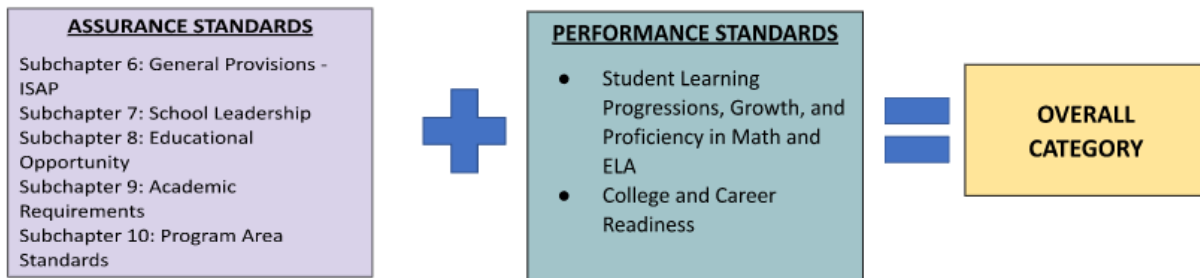 ASSURANCE STANDARDS
Subchapter 6: General Provisions -
ISAP
Subchapter 7: School Leadership
Subchapter 8: Educational
Opportunity
Subchapter 9: Academic
Requirements
Subchapter 10: Program Area
Standards
PERFORMANCE STANDARDS
● Student Learning
Progressions, Growth, and
Proficiency in Math and
ELA
● College and Career
Readiness
OVERALL
CATEGORY